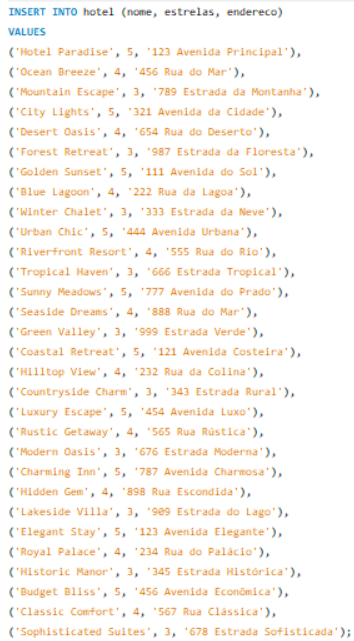 INSERT INTO hotel (nome, estrelas, endereco)
VALUES
('Hotel Paradise', 5, '123 Avenida Principal'),
('Ocean Breeze', 4, '456 Rua do Mar'),
('Mountain Escape', 3, '789 Estrada da Montanha'),
('City Lights', 5, '321 Avenida da Cidade'),
('Desert Oasis', 4, '654 Rua do Deserto'),
('Forest Retreat', 3, '987 Estrada da Floresta'),
('Golden Sunset', 5, '111 Avenida do Sol'),
('Blue Lagoon', 4, '222 Rua da Lagoa'),
('Winter Chalet', 3, '333 Estrada da Neve'),
('Urban Chic', 5, '444 Avenida Urbana'),
('Riverfront Resort', 4, '555 Rua do Rio'),
('Tropical Haven', 3, '666 Estrada Tropical'),
('Sunny Meadows', 5, '777 Avenida do Prado'),
('Seaside Dreams', 4, '888 Rua do Mar'),
('Green Valley', 3, '999 Estrada Verde'),
('Coastal Retreat', 5, '121 Avenida Costeira'),
('Hilltop View', 4, '232 Rua da Colina'),
('Countryside Charm', 3, '343 Estrada Rural'),
('Luxury Escape', 5, '454 Avenida Luxo'),
('Rustic Getaway', 4, '565 Rua Rústica'),
('Modern Oasis', 3, '676 Estrada Moderna'),
('Charming Inn', 5, '787 Avenida Charmosa'),
('Hidden Gem', 4, '898 Rua Escondida'),
('Lakeside Villa', 3, '909 Estrada do Lago'),
('Elegant Stay', 5, '123 Avenida Elegante'),
('Royal Palace', 4, '234 Rua do Palácio'),
('Historic Manor', 3, '345 Estrada Histórica'),
('Budget Bliss', 5, '456 Avenida Econômica'),
('Classic Comfort', 4, '567 Rua Clássica'),
('Sophisticated Suites', 3, '678 Estrada Sofisticada');